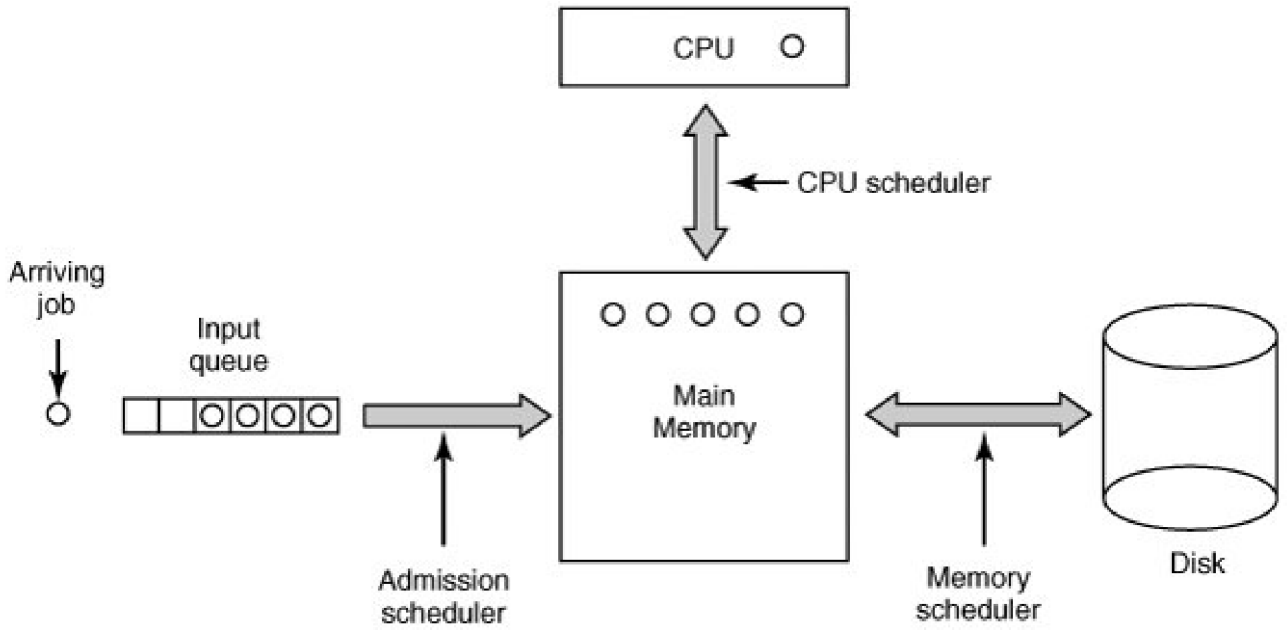 CPU
CPU scheduler
Arriving
job
Input
queue
Main
Memory
Admission
scheduler
Memory
scheduler
Disk